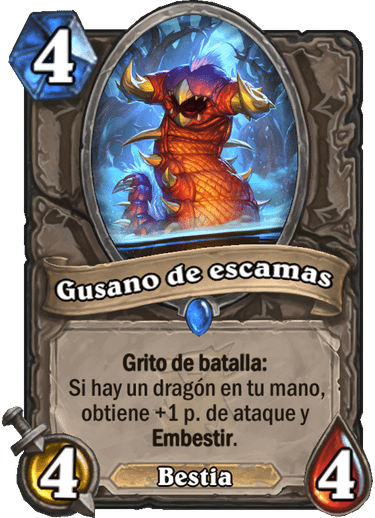 4
Gusano de escamas
Grito de batalla:
Si hay un dragón en tu mano,
obtiene +1 p. de ataque y
Embestir.
4
Bestia
4